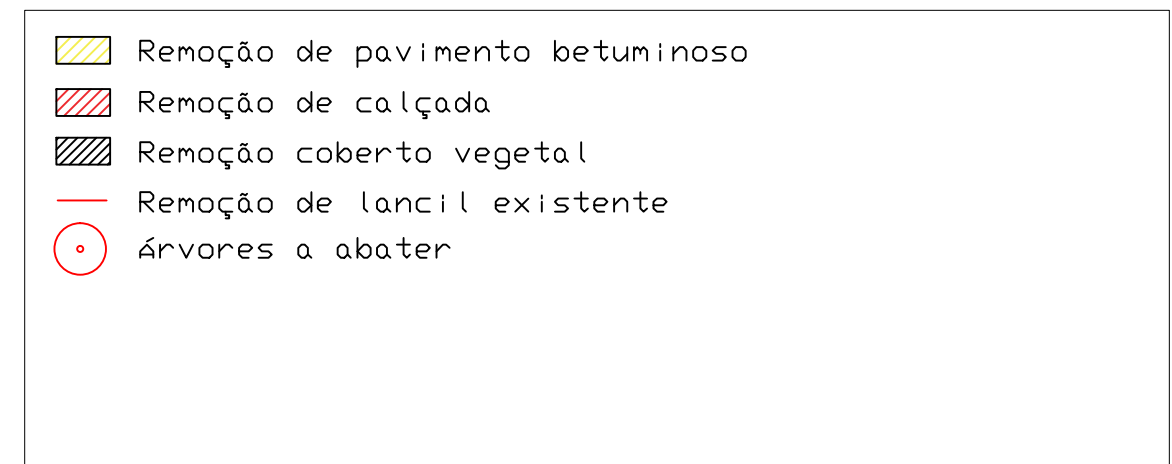 Remoção de pavimento betuminoso
Remoção de calçada
Remoção coberto vegetal
Remoção de lancil existente
Árvores a abater